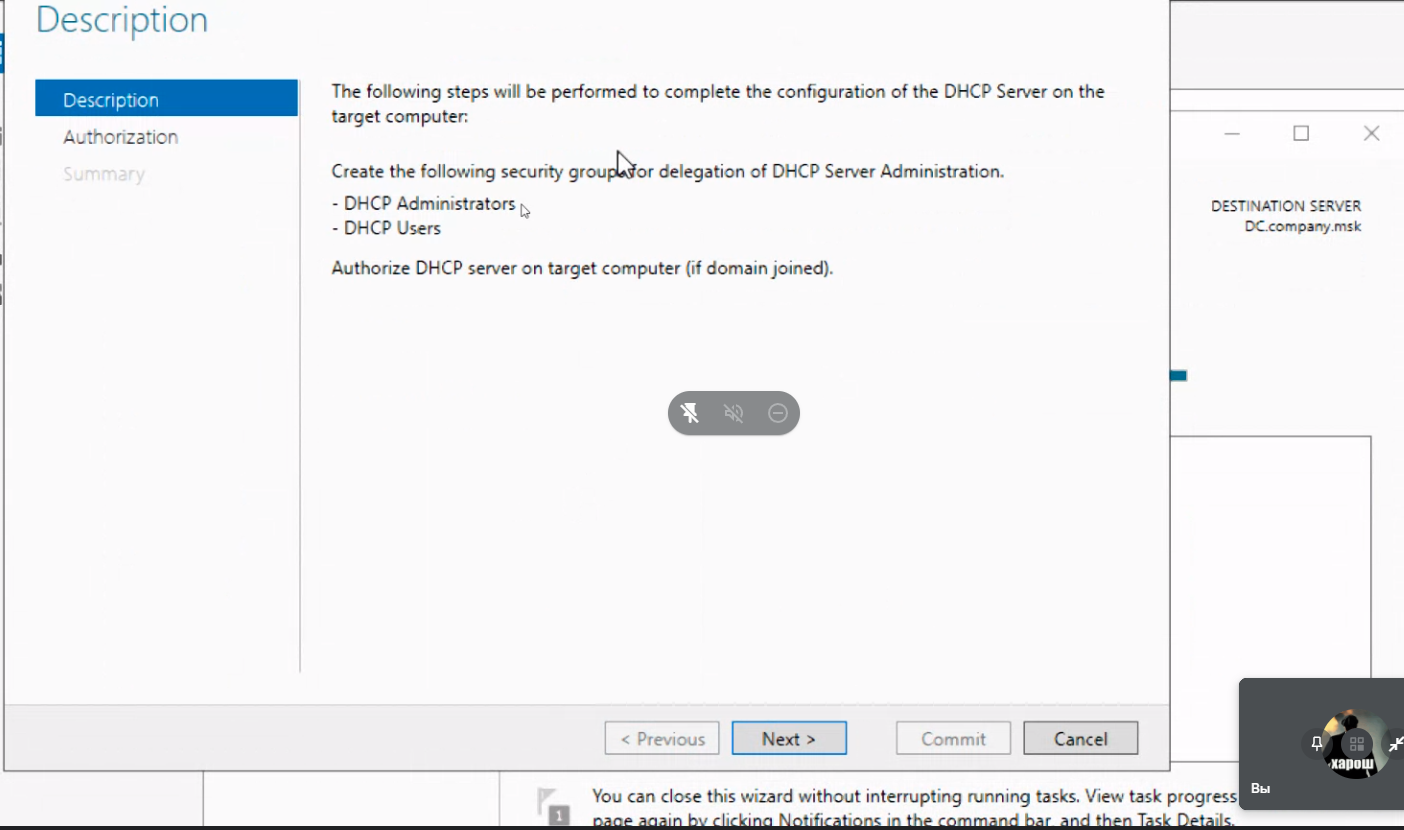 Description
Description
Authorization
Summary
The following steps will be performed to complete the configuration of the DHCP Server on the
target computer:
Create the following security groups for delegation of DHCP Server Administration.
- DHCP Administrators
- DHCP Users
Authorize DHCP server on target computer (if domain joined).
< Previous
Next >
Commit
Cancel
DESTINATION SERVER
DC.company.msk
1
You can close this wizard without interrupting running tasks. View task progress
page again by clicking Notifications in the command bar, and then Task Details.
харош
Вы